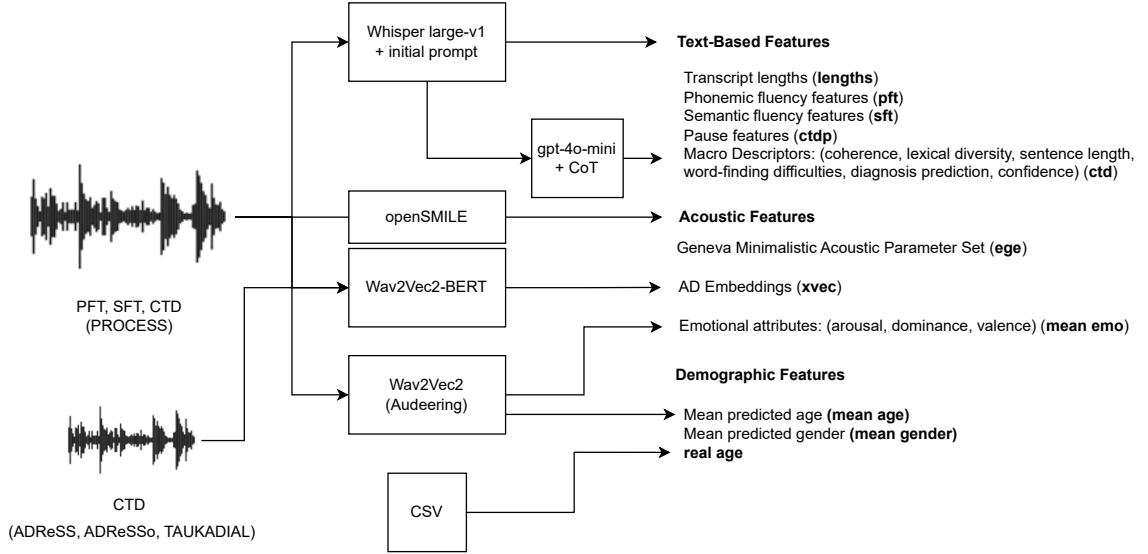 Whisper large-v1
+ initial prompt
Text-Based Features
Transcript lengths (lengths)
Phonemic fluency features (pft)
Semantic fluency features (sft)
Pause features (ctdp)
Macro Descriptors: (coherence, lexical diversity, sentence length,
word-finding difficulties, diagnosis prediction, confidence) (ctd)
gpt-4o-mini
+ CoT
openSMILE
Acoustic Features
Geneva Minimalistic Acoustic Parameter Set (ege)
Wav2Vec2-BERT
AD Embeddings (xvec)
PFT, SFT, CTD
(PROCESS)
Emotional attributes: (arousal, dominance, valence) (mean emo)
Wav2Vec2
(Audeering)
Demographic Features
Mean predicted age (mean age)
Mean predicted gender (mean gender)
real age
CSV
CTD
(ADReSS, ADReSSo, TAUKADIAL)